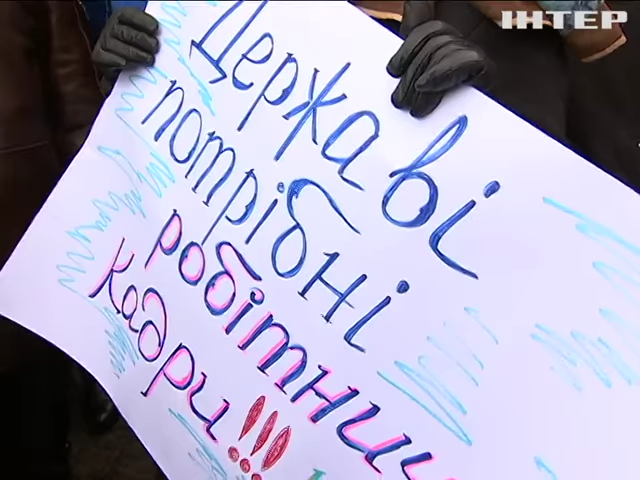 ІНТЕР
Державі
потрібні
робітничі
кадри!!!